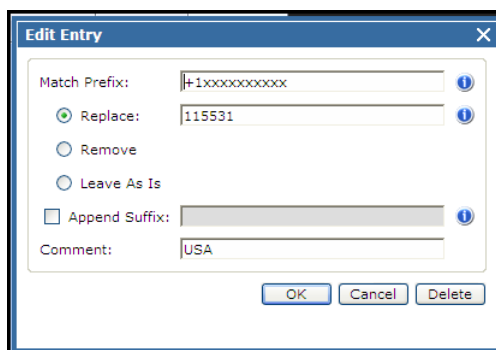 Edit Entry
Match Prefix: +1xxxxxxxxxx
Replace: 115531
Remove
Leave As Is
Append Suffix:
Comment: USA
OK Cancel Delete